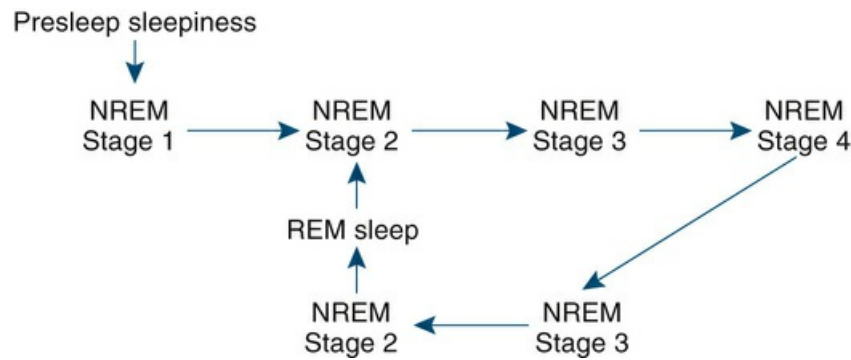 Presleep sleepiness
NREM NREM NREM NREM
Stage 1 Stage 2 Stage 3 Stage 4
REM sleep
NREM NREM
Stage 2 Stage 3